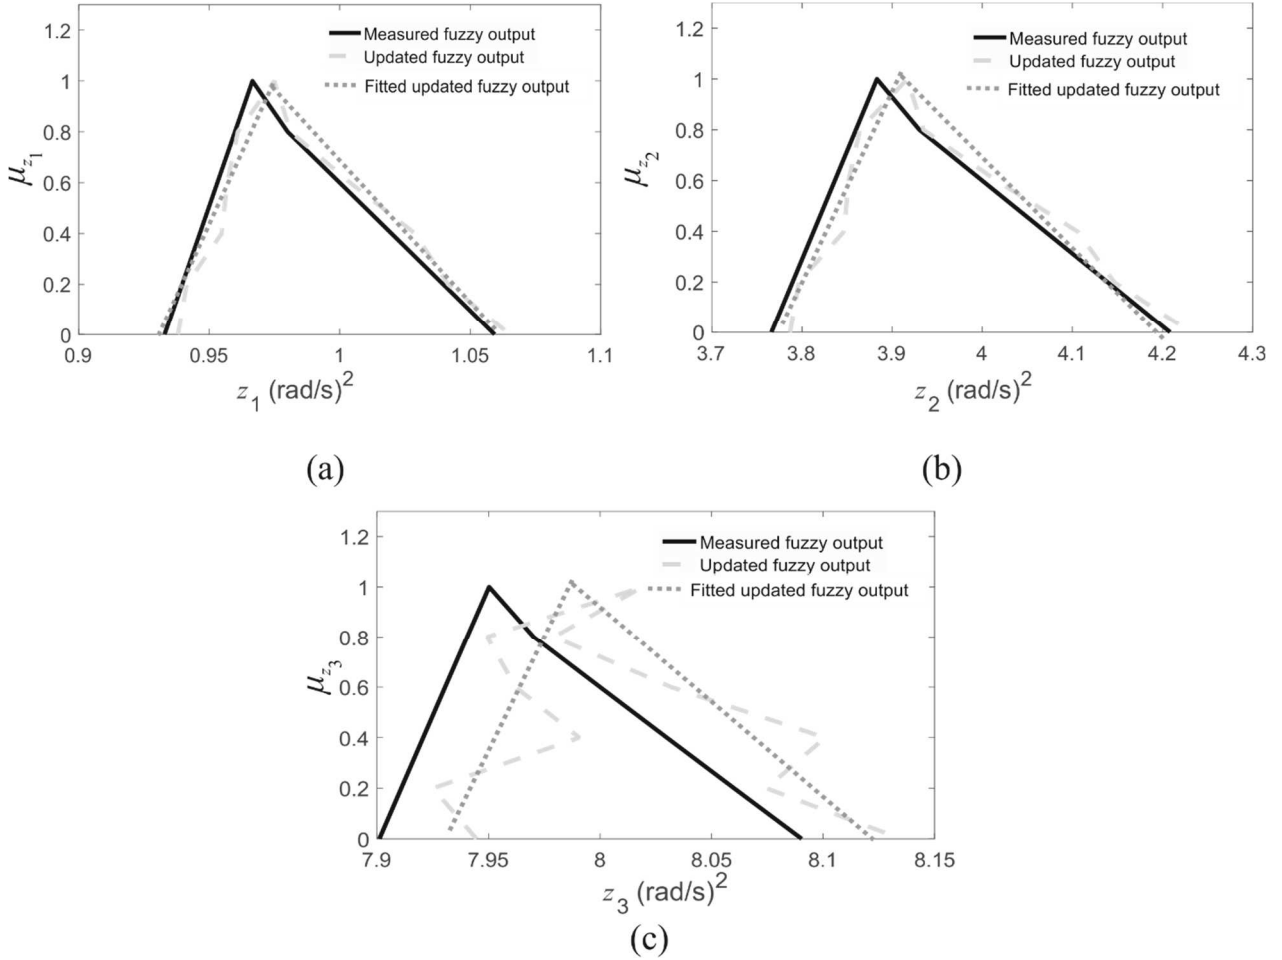 1.2
1
0.8
0.6
0.4
0.2
0
μz1
Measured fuzzy output
Updated fuzzy output
Fitted updated fuzzy output
0.9 0.95 1 1.05 1.1
z1 (rad/s)2
(a)
1.2
1
0.8
0.6
0.4
0.2
0
μz2
Measured fuzzy output
Updated fuzzy output
Fitted updated fuzzy output
3.7 3.8 3.9 4 4.1 4.2 4.3
z2 (rad/s)2
(b)
1.2
1
0.8
0.6
0.4
0.2
0
μz3
Measured fuzzy output
Updated fuzzy output
Fitted updated fuzzy output
7.9 7.95 8 8.05 8.1 8.15
z3 (rad/s)2
(c)